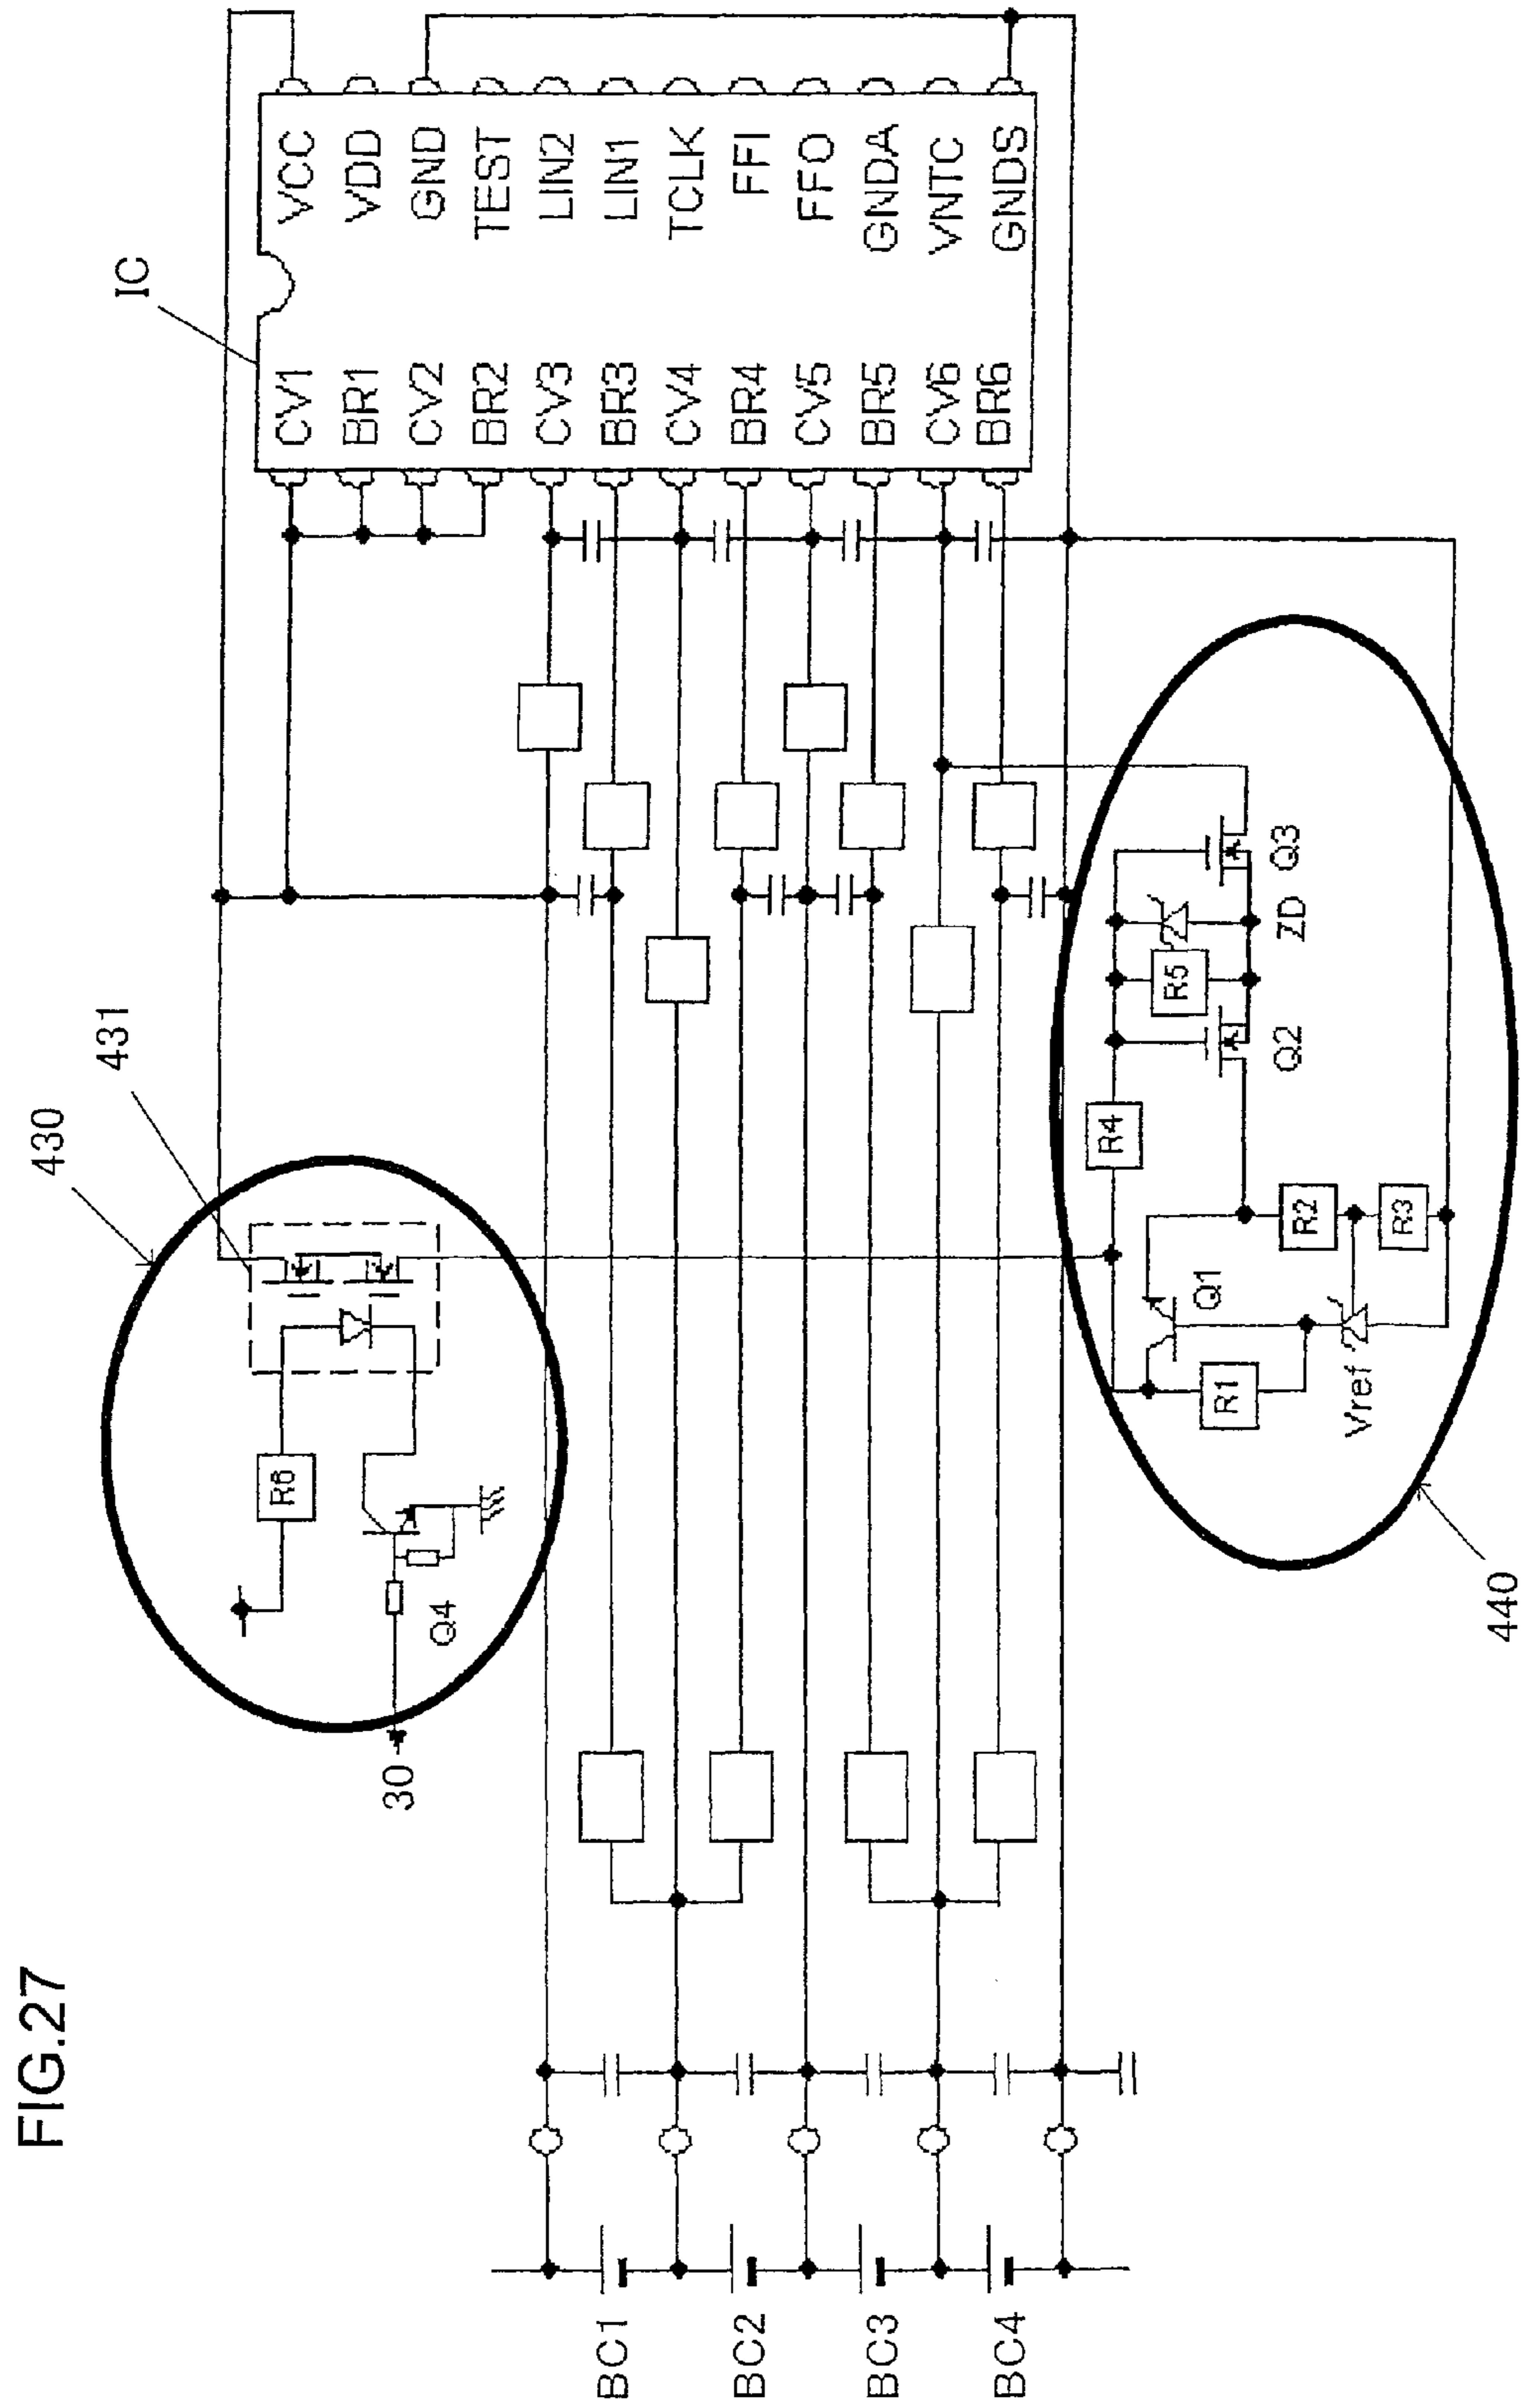 FIG.27
IC
CV1 VCC
BR1 VDD
CV2 GND
BR2 TEST
CV3 LIN2
BR3 LIN1
CV4 TCLK
BR4 FFI
CV5 FFO
BR5 GNDA
CV6 VNTC
BR6 GNDS
430
431
R6
Q4
30
BC1
BC2
BC3
BC4
R4
R5
ZD
Q3
Q2
R2
R3
Q1
R1
Vref
440